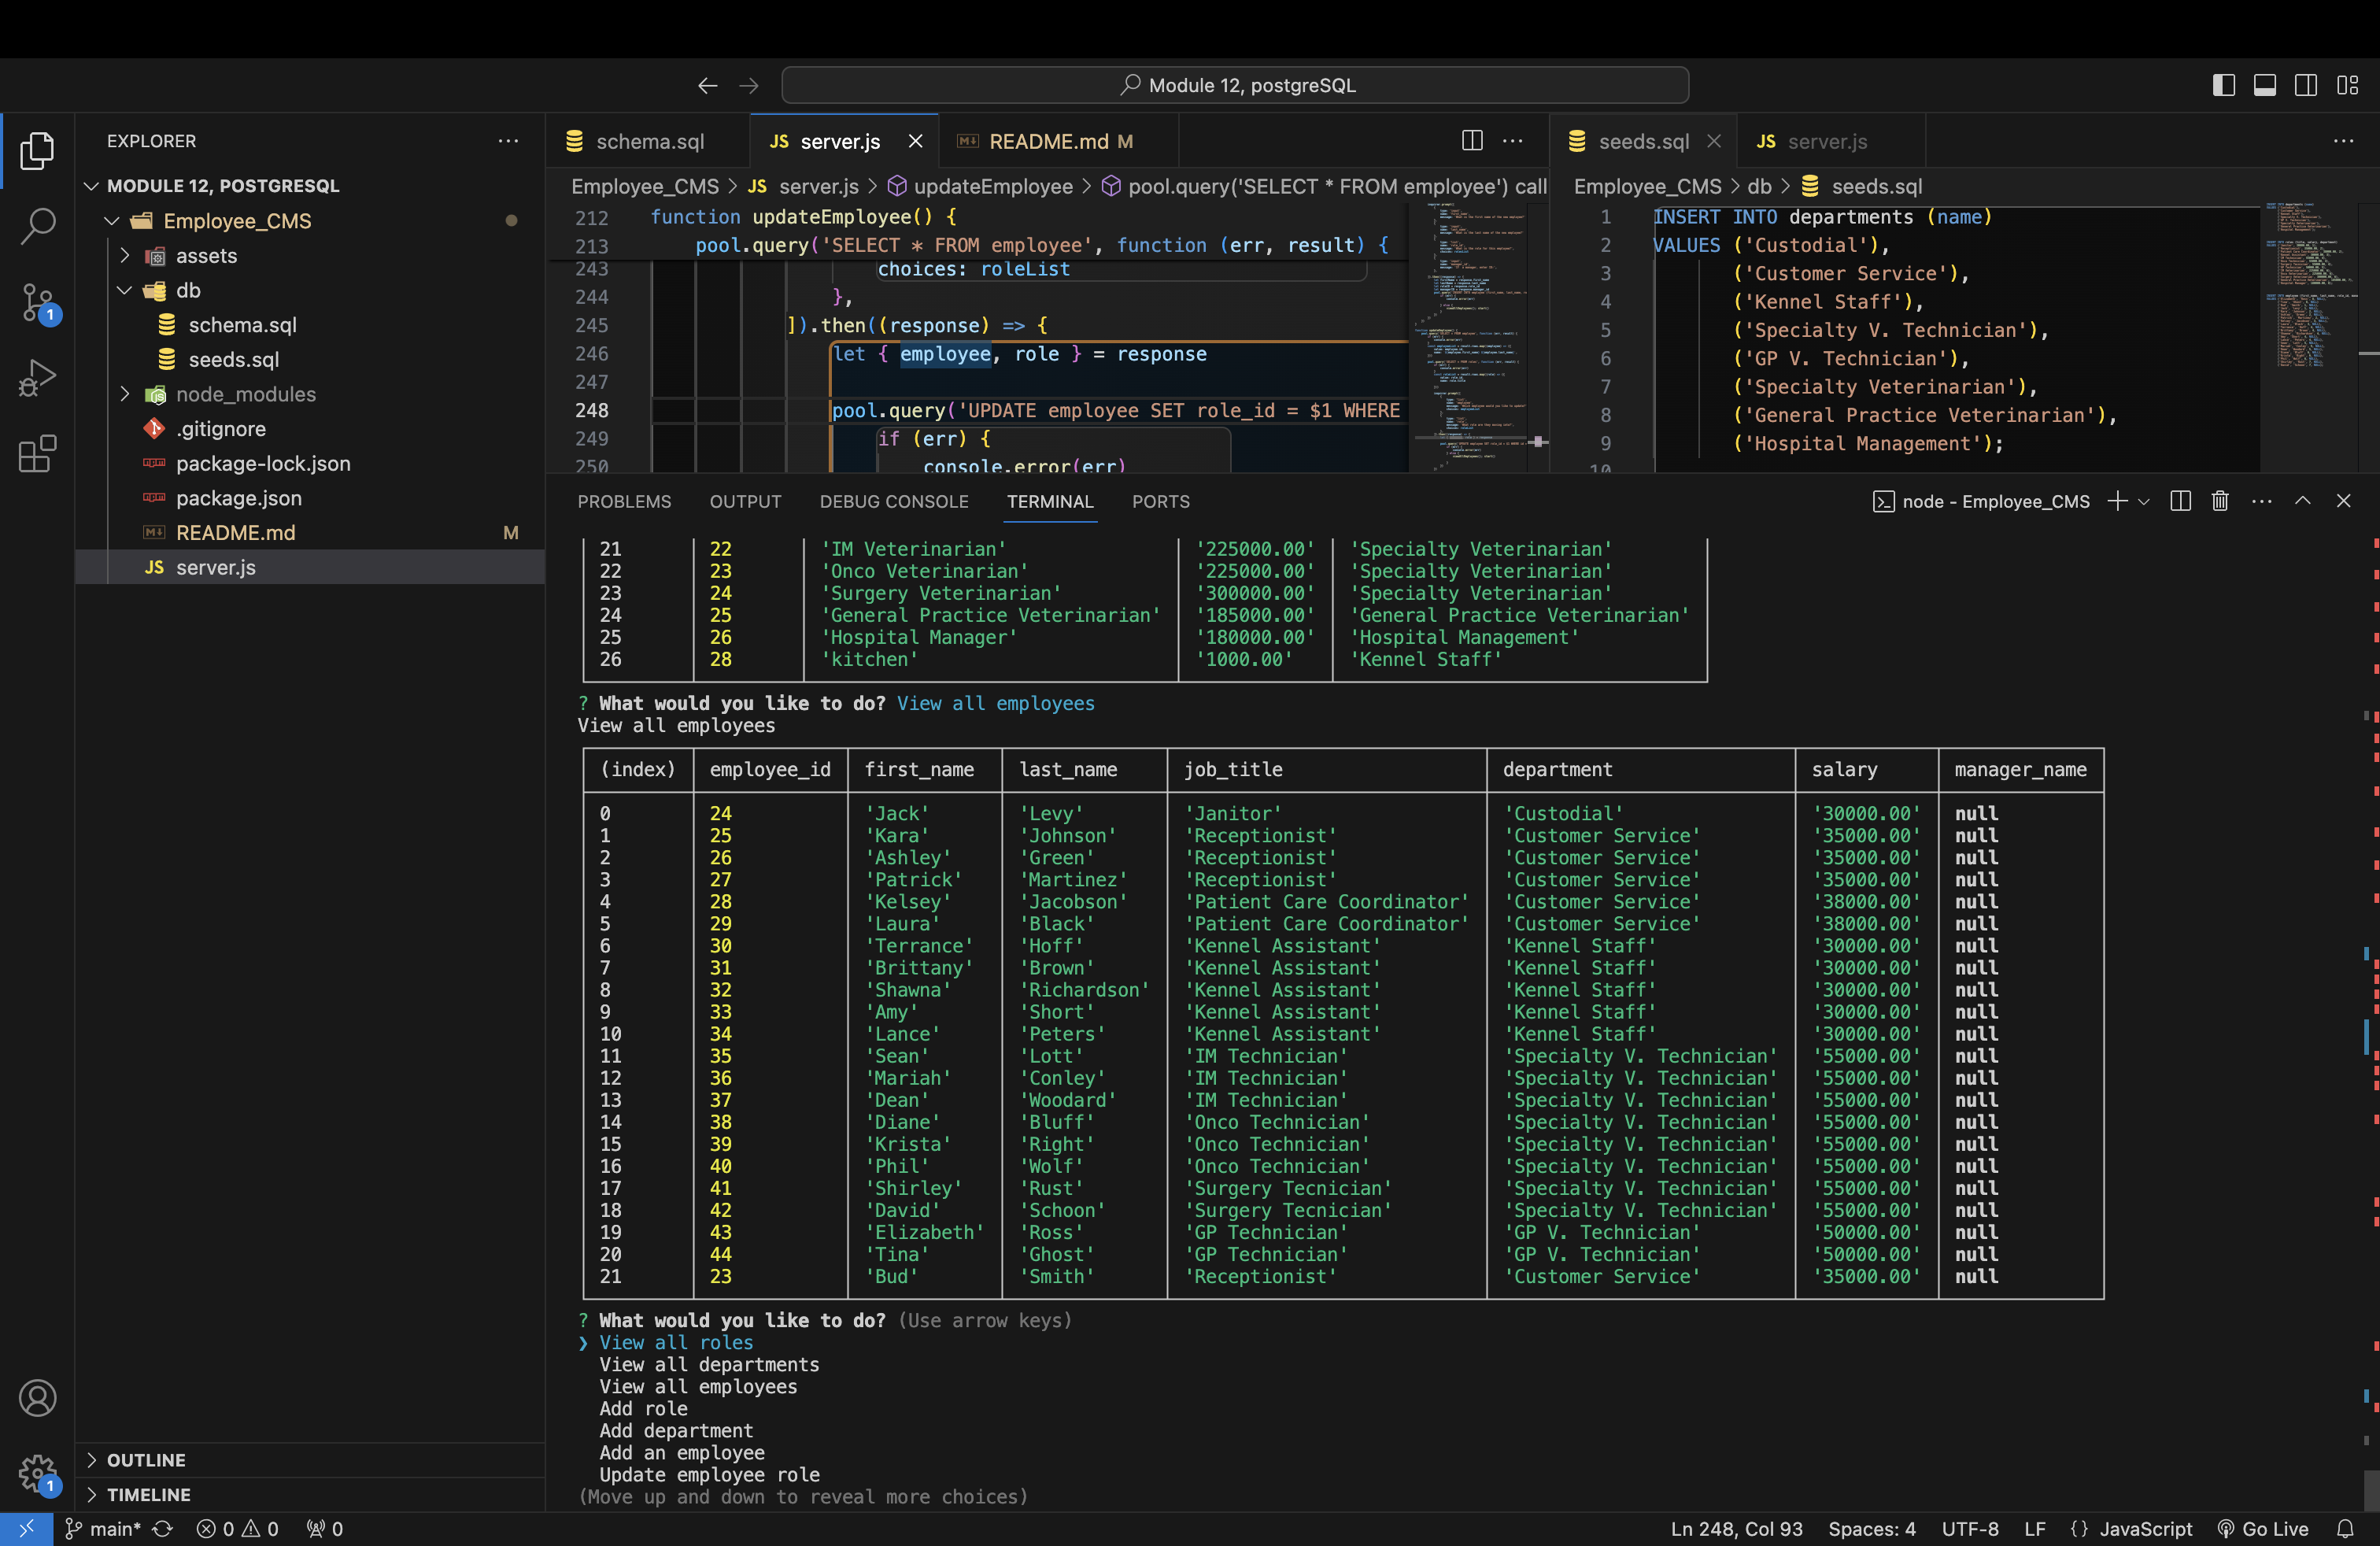 Module 12, postgreSQL
EXPLORER
MODULE 12, POSTGRESQL
Employee_CMS
assets
db
schema.sql
seeds.sql
node_modules
.gitignore
package-lock.json
package.json
README.md M
JS server.js
OUTLINE
TIMELINE
schema.sql
JS server.js
README.md M
Employee_CMS > JS server.js > updateEmployee > pool.query('SELECT * FROM employee') call
212 function updateEmployee() {
213 pool.query('SELECT * FROM employee', function (err, result) {
243 choices: roleList
244 },
245 ]).then((response) => {
246 let { employee, role } = response
247
248 pool.query('UPDATE employee SET role_id = $1 WHERE
249 if (err) {
250 console.error(err)
seeds.sql
JS server.js
Employee_CMS > db > seeds.sql
1 INSERT INTO departments (name)
2 VALUES ('Custodial'),
3 ('Customer Service'),
4 ('Kennel Staff'),
5 ('Specialty V. Technician'),
6 ('GP V. Technician'),
7 ('Specialty Veterinarian'),
8 ('General Practice Veterinarian'),
9 ('Hospital Management');
10
PROBLEMS OUTPUT DEBUG CONSOLE TERMINAL PORTS
node - Employee_CMS
21 22 'IM Veterinarian' '225000.00' 'Specialty Veterinarian'
22 23 'Onco Veterinarian' '225000.00' 'Specialty Veterinarian'
23 24 'Surgery Veterinarian' '300000.00' 'Specialty Veterinarian'
24 25 'General Practice Veterinarian' '185000.00' 'General Practice Veterinarian'
25 26 'Hospital Manager' '180000.00' 'Hospital Management'
26 28 'kitchen' '1000.00' 'Kennel Staff'
? What would you like to do? View all employees
View all employees
(index) employee_id first_name last_name job_title department salary manager_name
0 24 'Jack' 'Levy' 'Janitor' 'Custodial' '30000.00' null
1 25 'Kara' 'Johnson' 'Receptionist' 'Customer Service' '35000.00' null
2 26 'Ashley' 'Green' 'Receptionist' 'Customer Service' '35000.00' null
3 27 'Patrick' 'Martinez' 'Receptionist' 'Customer Service' '35000.00' null
4 28 'Kelsey' 'Jacobson' 'Patient Care Coordinator' 'Customer Service' '38000.00' null
5 29 'Laura' 'Black' 'Patient Care Coordinator' 'Customer Service' '38000.00' null
6 30 'Terrance' 'Hoff' 'Kennel Assistant' 'Kennel Staff' '30000.00' null
7 31 'Brittany' 'Brown' 'Kennel Assistant' 'Kennel Staff' '30000.00' null
8 32 'Shawna' 'Richardson' 'Kennel Assistant' 'Kennel Staff' '30000.00' null
9 33 'Amy' 'Short' 'Kennel Assistant' 'Kennel Staff' '30000.00' null
10 34 'Lance' 'Peters' 'Kennel Assistant' 'Kennel Staff' '30000.00' null
11 35 'Sean' 'Lott' 'IM Technician' 'Specialty V. Technician' '55000.00' null
12 36 'Mariah' 'Conley' 'IM Technician' 'Specialty V. Technician' '55000.00' null
13 37 'Dean' 'Woodard' 'IM Technician' 'Specialty V. Technician' '55000.00' null
14 38 'Diane' 'Bluff' 'Onco Technician' 'Specialty V. Technician' '55000.00' null
15 39 'Krista' 'Right' 'Onco Technician' 'Specialty V. Technician' '55000.00' null
16 40 'Phil' 'Wolf' 'Onco Technician' 'Specialty V. Technician' '55000.00' null
17 41 'Shirley' 'Rust' 'Surgery Tecnician' 'Specialty V. Technician' '55000.00' null
18 42 'David' 'Schoon' 'Surgery Tecnician' 'Specialty V. Technician' '55000.00' null
19 43 'Elizabeth' 'Ross' 'GP Technician' 'GP V. Technician' '50000.00' null
20 44 'Tina' 'Ghost' 'GP Technician' 'GP V. Technician' '50000.00' null
21 23 'Bud' 'Smith' 'Receptionist' 'Customer Service' '35000.00' null
? What would you like to do? (Use arrow keys)
❯ View all roles
View all departments
View all employees
Add role
Add department
Add an employee
Update employee role
(Move up and down to reveal more choices)
main* 0 0 0
Ln 248, Col 93 Spaces: 4 UTF-8 LF {} JavaScript Go Live